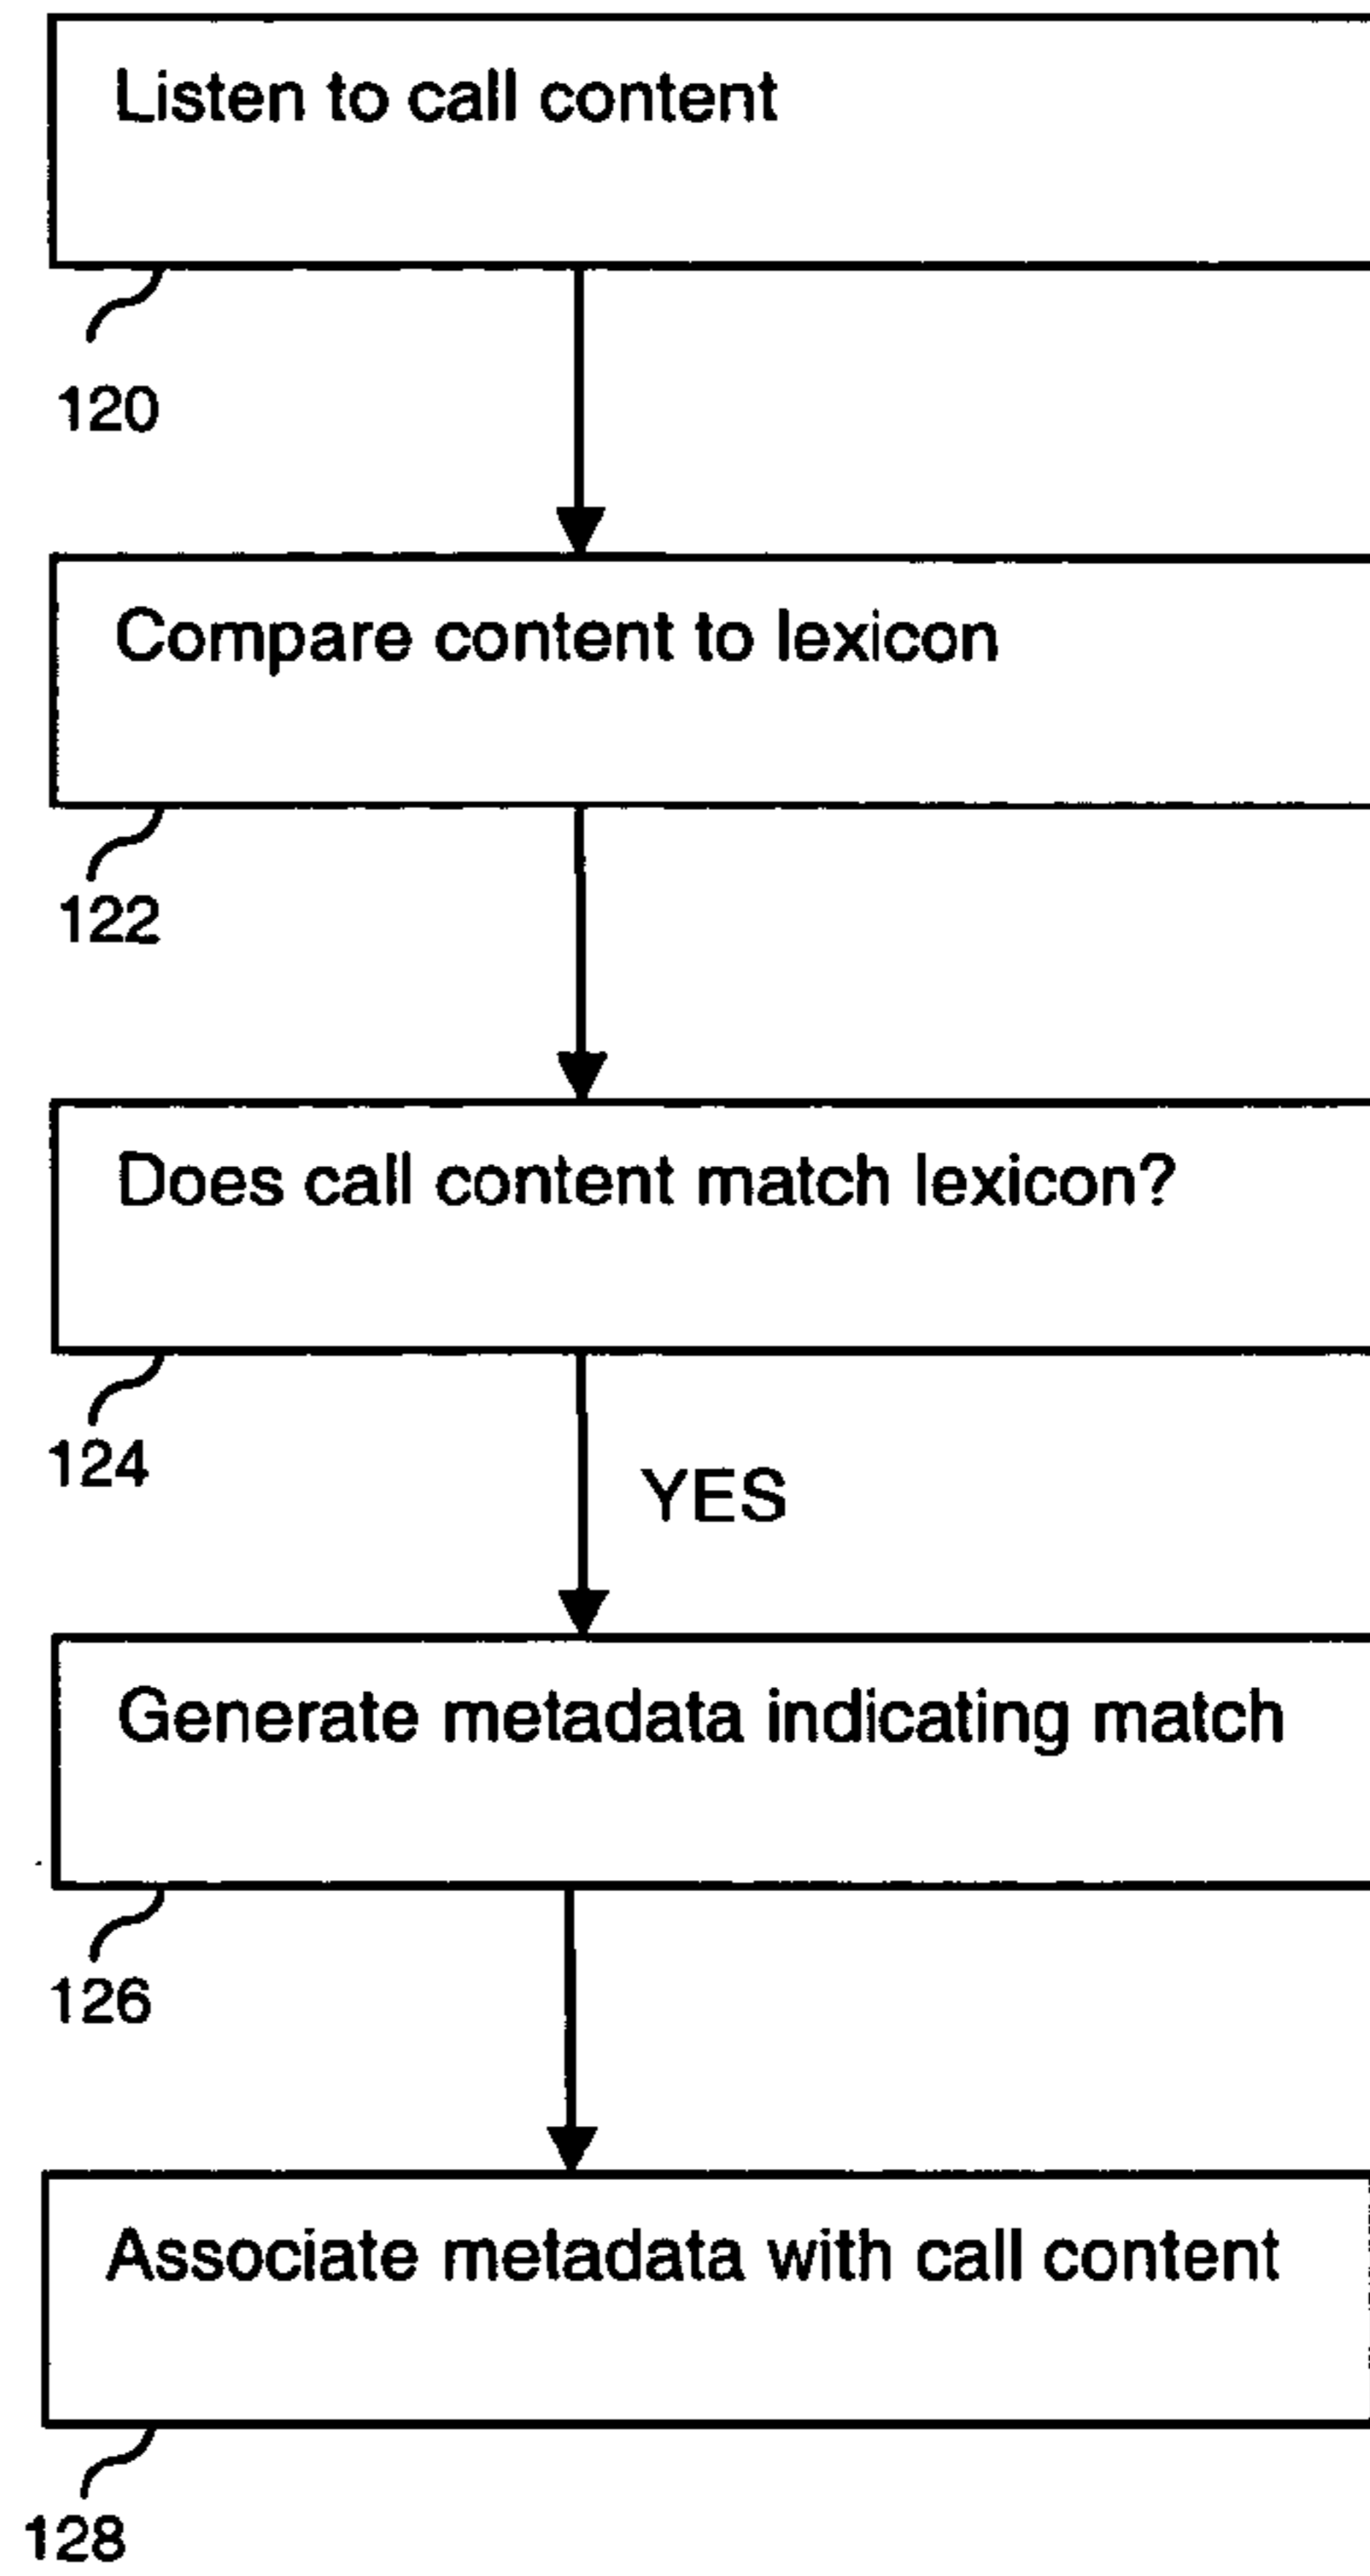 Listen to call content
120
Compare content to lexicon
122
Does call content match lexicon?
124
YES
Generate metadata indicating match
126
Associate metadata with call content
128